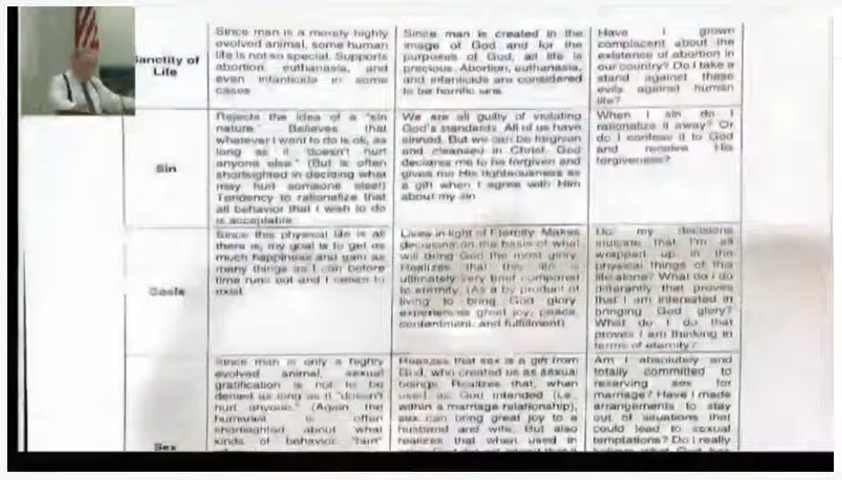 Sanctity of
Life
Since man is a merely highly
evolved animal, some human
life is not so special. Supports
abortion, euthanasia, and
even infanticide in some
cases
Since man is created in the
image of God and for the
purposes of God, all life is
precious. Abortion, euthanasia,
and infanticide are considered
to be horrific sins.
Have I grown
complacent about the
existence of abortion in
our country? Do I take a
stand against these
evils against human
life?
Sin
Rejects the idea of a "sin
nature." Believes that
whatever I want to do is ok, as
long as it "doesn't hurt
anyone else." (But is often
shortsighted in deciding what
may hurt someone else!)
Tendency to rationalize that
all behavior that I wish to do
is acceptable
We are all guilty of violating
God's standards. All of us have
sinned. But we can be forgiven
and cleansed in Christ. God
declares me to be forgiven and
gives me His righteousness as
a gift when I agree with Him
about my sin
When I sin do I
rationalize it away? Or
do I confess it to God
and receive His
forgiveness?
Goals
Since this physical life is all
there is, my goal is to get as
much happiness and gain as
many things as I can before
time runs out and I cease to
exist.
Lives in light of Eternity. Makes
decisions on the basis of what
will bring God the most glory.
Realizes that this life is
ultimately very brief compared
to eternity. (As a by product of
living to bring God glory
experiences great joy, peace,
contentment, and fulfillment)
Do my decisions
indicate that I'm all
wrapped up in the
physical things of this
life alone? What do I do
differently that proves
that I am interested in
bringing God glory?
What do I do that
proves I am thinking in
terms of eternity?
Sex
Since man is only a highly
evolved animal, sexual
gratification is not to be
denied as long as it "doesn't
hurt anyone." (Again the
humanist is often
shortsighted about what
kinds of behavior "hurt"
Realizes that sex is a gift from
God, who created us as sexual
beings. Realizes that, when
used as God intended (i.e.,
within a marriage relationship),
sex can bring great joy to a
husband and wife. But also
realizes that when used in
Am I absolutely and
totally committed to
reserving sex for
marriage? Have I made
arrangements to stay
out of situations that
could lead to sexual
temptations? Do I really